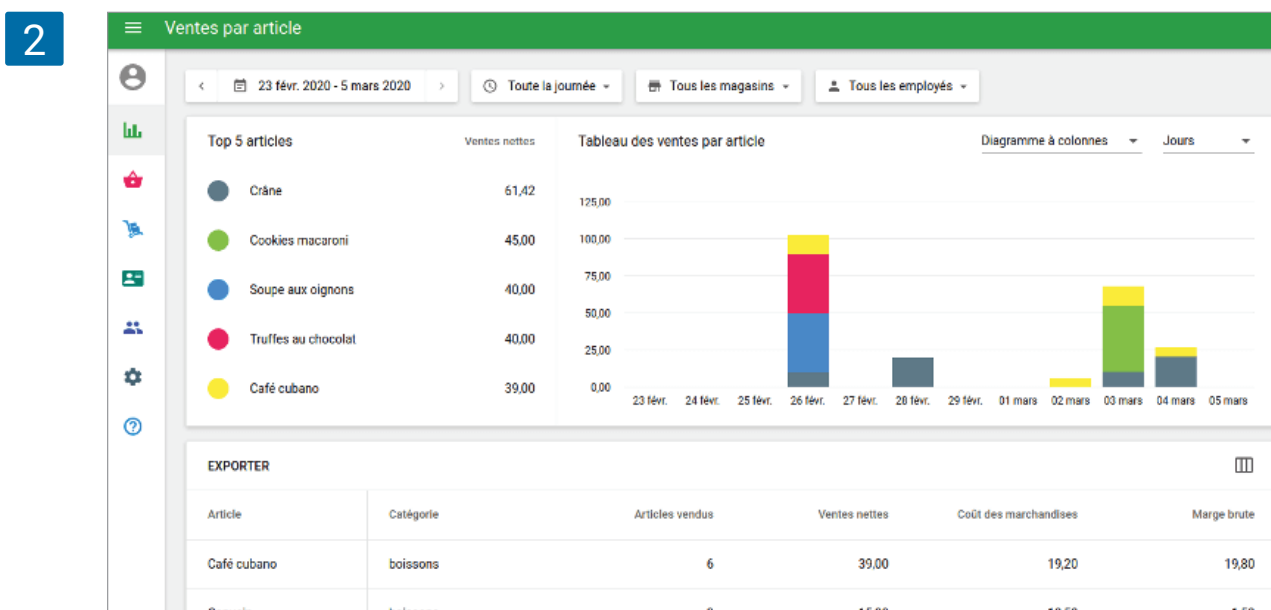 2
Ventes par article
23 févr. 2020 - 5 mars 2020
Toute la journée
Tous les magasins
Tous les employés
Top 5 articles Ventes nettes
Crâne 61,42
Cookies macaroni 45,00
Soupe aux oignons 40,00
Truffes au chocolat 40,00
Café cubano 39,00
Tableau des ventes par article
Diagramme à colonnes
Jours
125,00
100,00
75,00
50,00
25,00
0,00
23 févr. 24 févr. 25 févr. 26 févr. 27 févr. 28 févr. 29 févr. 01 mars 02 mars 03 mars 04 mars 05 mars
EXPORTER
Article Catégorie Articles vendus Ventes nettes Coût des marchandises Marge brute
Café cubano boissons 6 39,00 19,20 19,80